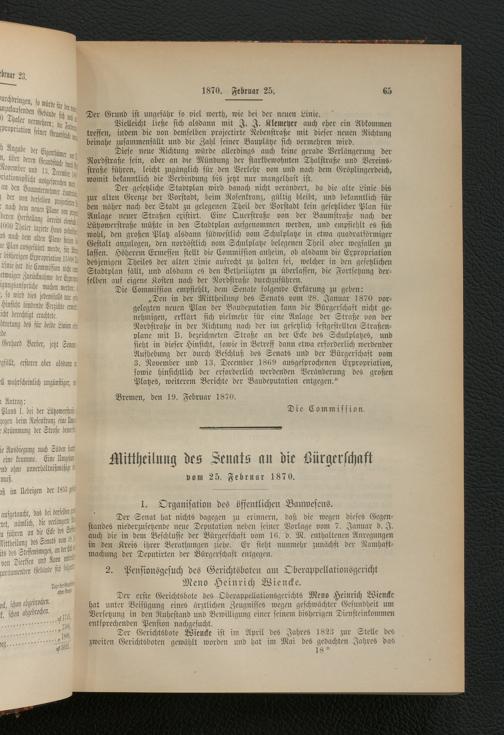 1870. Februar 25.
65
Der Grund ist ungefähr so viel werth, wie bei der neuen Linie.
Vielleicht ließe sich alsdann mit J. J. Klemeyer auch eher ein Abkommen
treffen, indem die von demselben projectirte Nebenstraße mit dieser neuen Richtung
beinahe zusammenfällt und die Zahl seiner Bauplätze sich vermehren wird.
Diese neue Richtung würde allerdings auch keine gerade Verlängerung der
Nordstraße sein, aber an die Mündung der starkbewohnten Thalstraße und Vereins-
straße führen, leicht zugänglich für den Verkehr von und nach dem Gröplingerdeich,
womit bekanntlich die Verbindung bis jetzt nur mangelhaft ist.
Der gesetzliche Stadtplan wird danach nicht verändert, da die alte Linie bis
zur alten Grenze der Vorstadt, beim Rosenkranz, gültig bleibt, und bekanntlich für
den näher nach der Stadt zu gelegenen Theil der Vorstadt kein gesetzlicher Plan für
Anlage neuer Straßen existirt. Eine Querstraße von der Baumstraße nach der
Lützowerstraße müßte in den Stadtplan aufgenommen werden, und empfiehlt es sich
wohl, den großen Platz alsdann südwestlich vom Schulplatze in etwa quadratförmiger
Gestalt anzulegen, den nordöstlich vom Schulplatze belegenen Theil aber wegfallen zu
lassen. Höherem Ermessen stellt die Commission anheim, ob alsdann die Expropriation
desjenigen Theiles der alten Linie aufrecht zu halten sei, welcher in den gesetzlichen
Stadtplan fällt, und alsdann es den Betheiligten zu überlassen, die Fortsetzung der-
selben auf eigene Kosten nach der Nordstraße durchzuführen.
Die Commission empfiehlt, dem Senate folgende Erklärung zu geben:
„Den in der Mittheilung des Senats vom 28. Januar 1870 vor-
gelegten neuen Plan der Baudeputation kann die Bürgerschaft nicht ge-
nehmigen, erklärt sich vielmehr für eine Anlage der Straße von der
Nordstraße in der Richtung nach der im gesetzlich festgestellten Straßen-
plane mit B. bezeichneten Straße an der Ecke des Schulplatzes, und
sieht in dieser Hinsicht, sowie in Betreff dann etwa erforderlich werdender
Aufhebung der durch Beschluß des Senats und der Bürgerschaft vom
3. November und 13. December 1869 ausgesprochenen Expropriation,
sowie hinsichtlich der erforderlich werdenden Veränderung des großen
Platzes, weiterem Berichte der Baudeputation entgegen.“
Bremen, den 19. Februar 1870.
Die Commission.
Mittheilung des Senats an die Bürgerschaft
vom 25. Februar 1870.
1. Organisation des öffentlichen Bauwesens.
Der Senat hat nichts dagegen zu erinnern, daß die wegen dieses Gegen-
standes niederzusetzende neue Deputation neben seiner Vorlage vom 7. Januar d. J.
auch die in dem Beschlusse der Bürgerschaft vom 16. d. M. enthaltenen Anregungen
in den Kreis ihrer Berathungen ziehe. Er sieht nunmehr zunächst der Namhaft-
machung der Deputirten der Bürgerschaft entgegen.
2. Pensionsgesuch des Gerichtsboten am Oberappellationsgericht
Meno Heinrich Wiencke.
Der erste Gerichtsbote des Oberappellationsgerichts Meno Heinrich Wiencke
hat unter Beifügung eines ärztlichen Zeugnisses wegen geschwächter Gesundheit um
Versetzung in den Ruhestand und Bewilligung einer seinem bisherigen Diensteinkommen
entsprechenden Pension nachgesucht.
Der Gerichtsbote Wiencke ist im April des Jahres 1823 zur Stelle des
zweiten Gerichtsboten gewählt worden und hat im Mai des gedachten Jahres das
18*